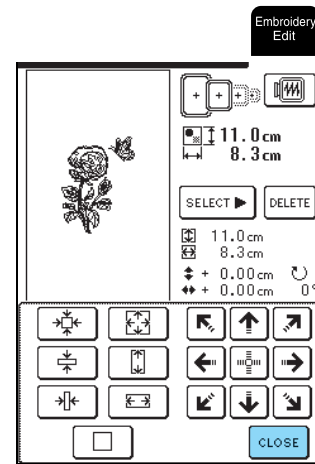 Embroidery
Edit
11.0cm
8.3cm
SELECT ▶ DELETE
11.0cm
8.3cm
+ 0.00cm
+ 0.00cm 0°
CLOSE